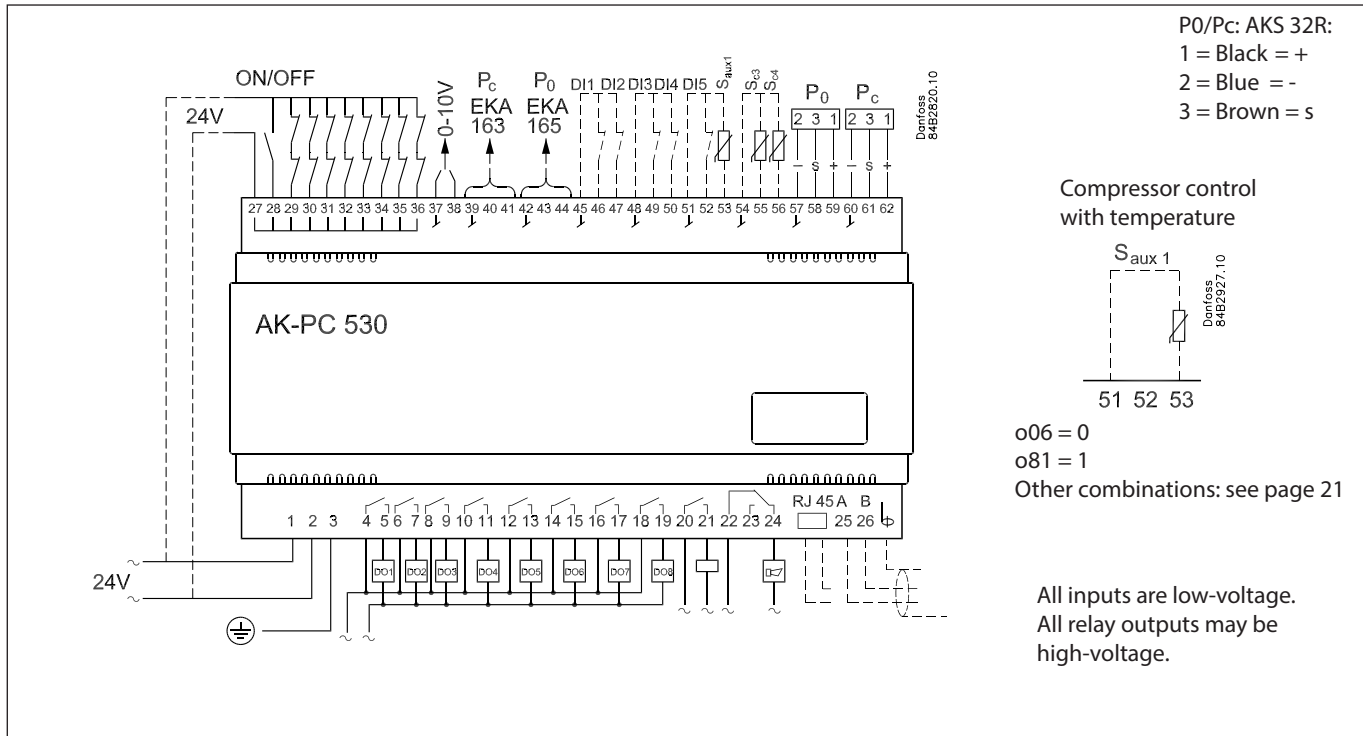 P0/Pc: AKS 32R:
1 = Black = +
2 = Blue = -
3 = Brown = s
ON/OFF
24V
0-10V
Pc
EKA
163
P0
EKA
165
DI1 DI2 DI3 DI4 DI5 Saux1 Sc3 Sc4
P0 Pc
2 3 1 2 3 1
– s + – s +
Danfoss
84B2820.10
27 28 29 30 31 32 33 34 35 36 37 38 39 40 41 42 43 44 45 46 47 48 49 50 51 52 53 54 55 56 57 58 59 60 61 62
Compressor control
with temperature
Saux 1
Danfoss
84B2927.10
51 52 53
o06 = 0
o81 = 1
Other combinations: see page 21
AK-PC 530
RJ 45 A B
1 2 3 4 5 6 7 8 9 10 11 12 13 14 15 16 17 18 19 20 21 22 23 24 25 26
DO1 DO2 DO3 DO4 DO5 DO6 DO7 DO8
24V
All inputs are low-voltage.
All relay outputs may be
high-voltage.